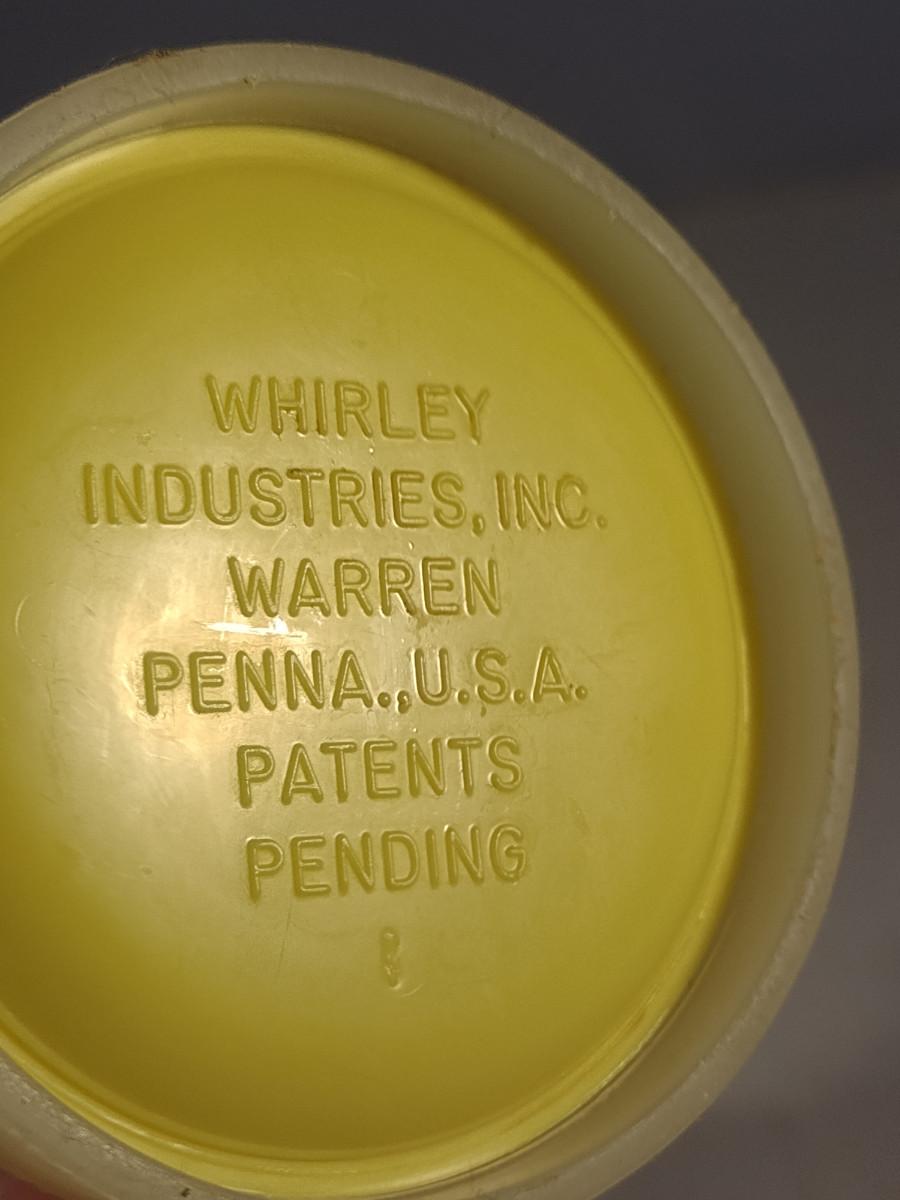 WHIRLEY
INDUSTRIES, INC.
WARREN
PENNA., U.S.A.
PATENTS
PENDING